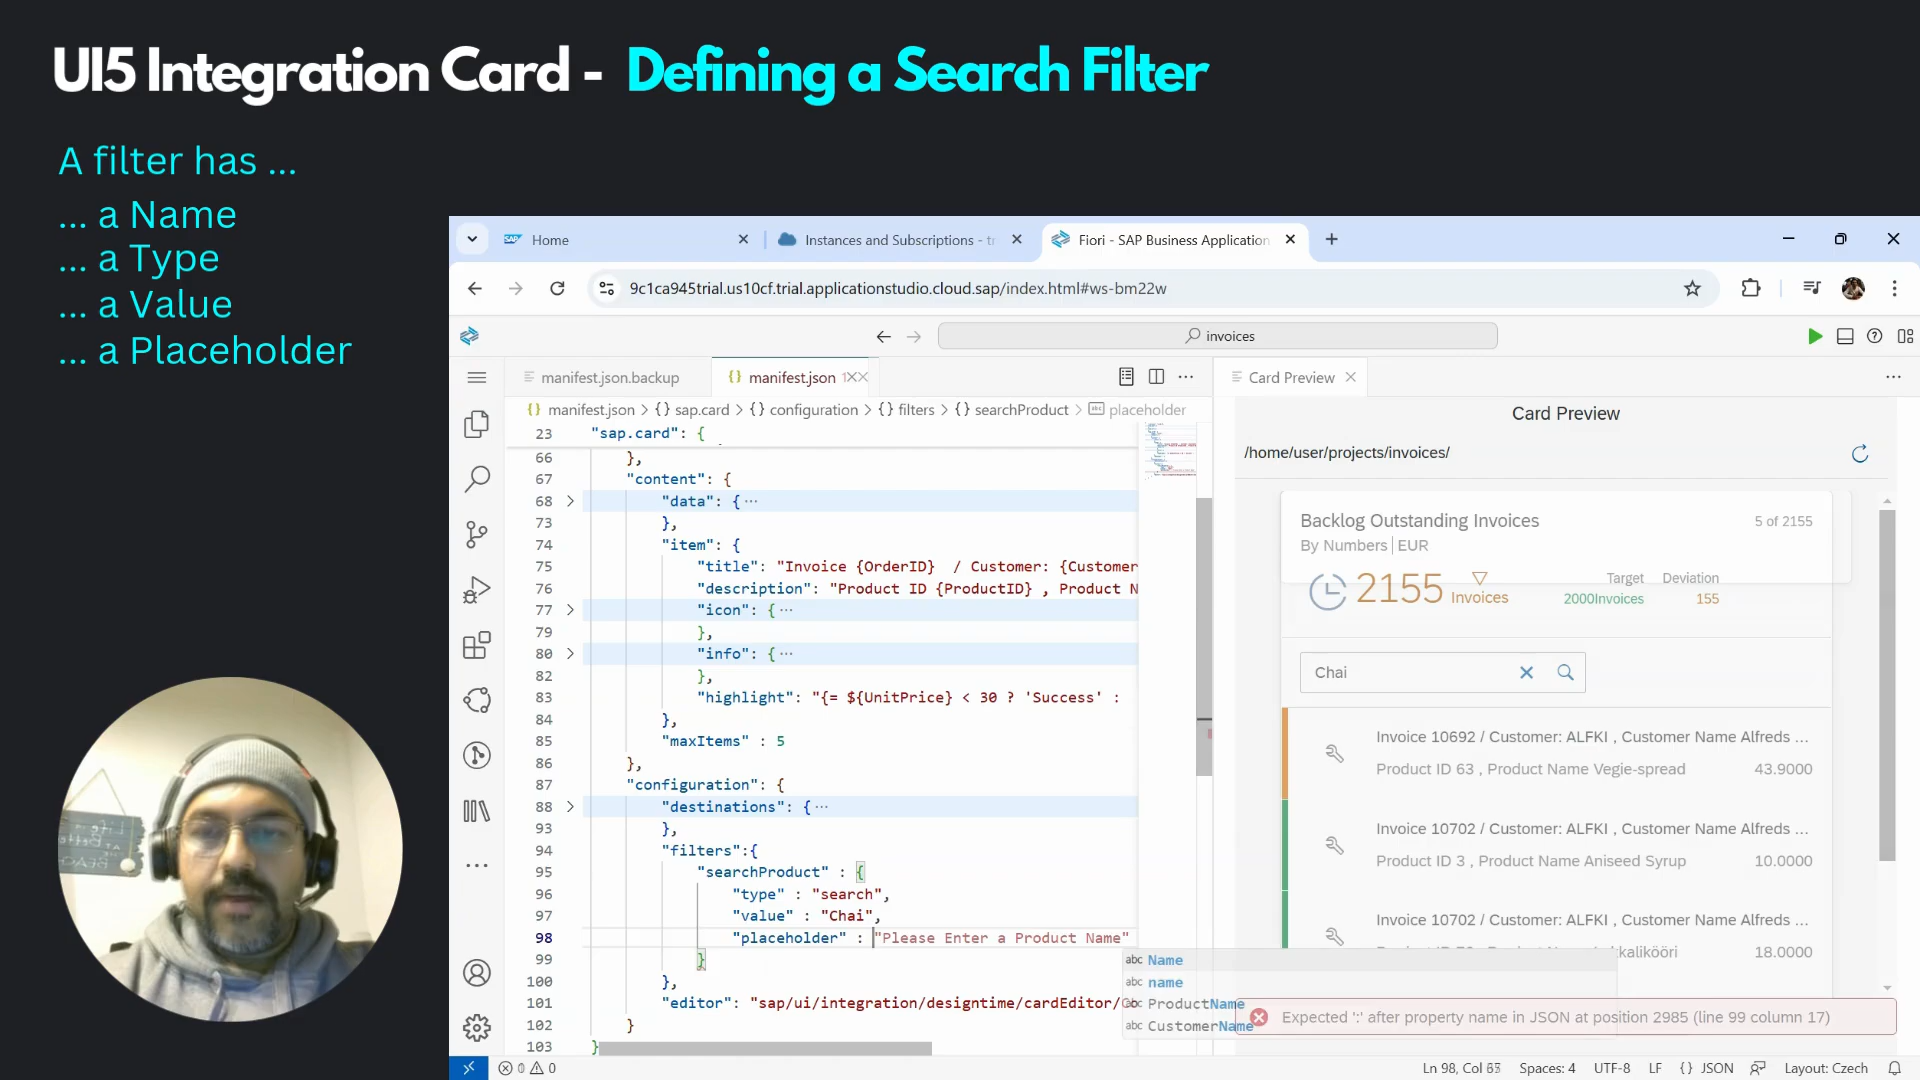 UI5 Integration Card - Defining a Search Filter
A filter has ...
... a Name
... a Type
... a Value
... a Placeholder
Home
Instances and Subscriptions - tr
Fiori - SAP Business Application
9c1ca945trial.us10cf.trial.applicationstudio.cloud.sap/index.html#ws-bm22w
invoices
manifest.json.backup
manifest.json
Card Preview
manifest.json > {} sap.card > {} configuration > {} filters > {} searchProduct > placeholder
23 "sap.card": {
66 },
67 "content": {
68 "data": { ...
73 },
74 "item": {
75 "title": "Invoice {OrderID}  / Customer: {Customer
76 "description": "Product ID {ProductID} , Product N
77 "icon": { ...
79 },
80 "info": { ...
82 },
83 "highlight": "{= ${UnitPrice} < 30 ? 'Success' :
84 },
85 "maxItems" : 5
86 },
87 "configuration": {
88 "destinations": { ...
93 },
94 "filters":{
95 "searchProduct" : {
96 "type" : "search",
97 "value" : "Chai",
98 "placeholder" : "Please Enter a Product Name"
99 }
100 },
101 "editor": "sap/ui/integration/designtime/cardEditor/
102 }
103 }
abc Name
abc name
abc ProductName
abc CustomerName
Card Preview
/home/user/projects/invoices/
Backlog Outstanding Invoices
5 of 2155
By Numbers | EUR
2155 Invoices
Target
2000Invoices
Deviation
155
Chai
Invoice 10692 / Customer: ALFKI , Customer Name Alfreds ...
Product ID 63 , Product Name Vegie-spread 43.9000
Invoice 10702 / Customer: ALFKI , Customer Name Alfreds ...
Product ID 3 , Product Name Aniseed Syrup 10.0000
Invoice 10702 / Customer: ALFKI , Customer Name Alfreds ...
18.0000
Expected ':' after property name in JSON at position 2985 (line 99 column 17)
0
Ln 98, Col
Spaces: 4
UTF-8
LF
{} JSON
Layout: Czech